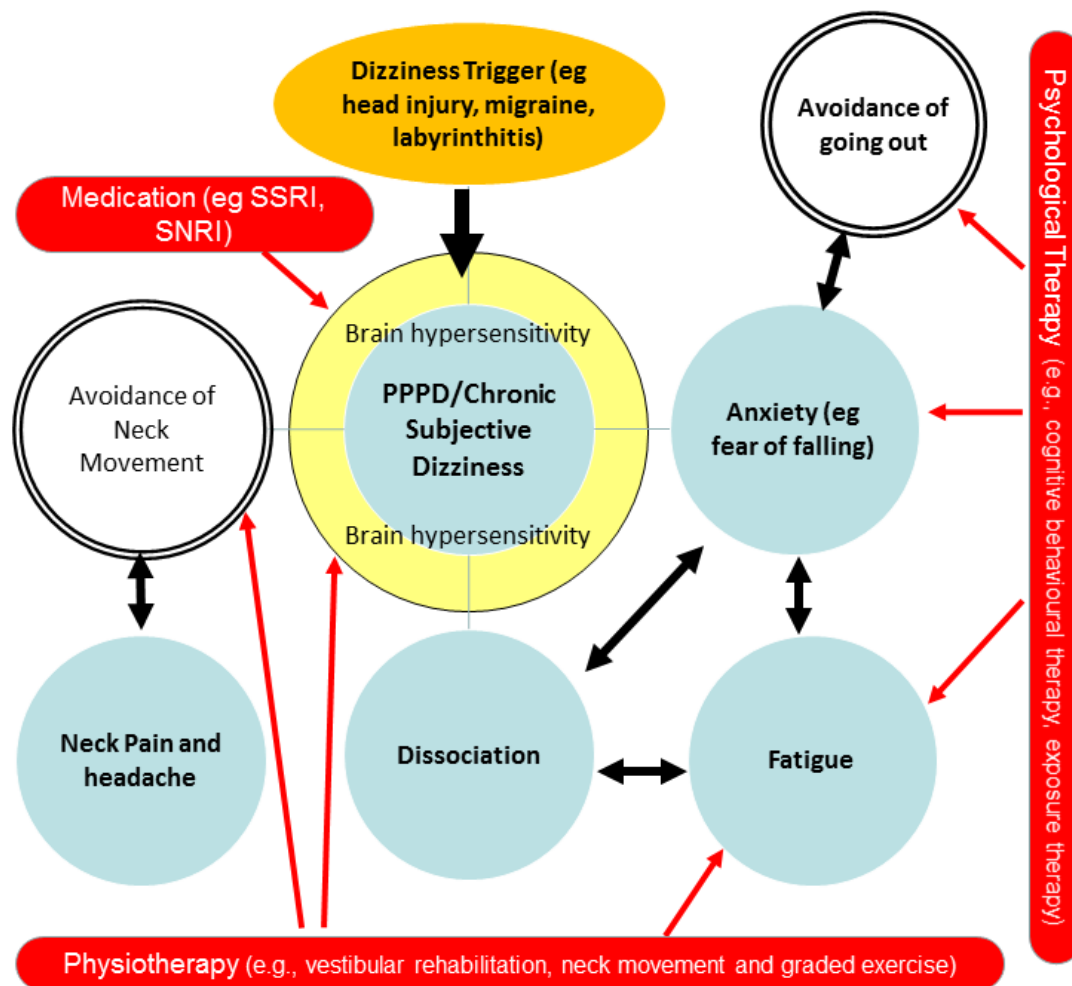 Dizziness Trigger (eg
head injury, migraine,
labyrinthitis)
Avoidance of
going out
Medication (eg SSRI,
SNRI)
Brain hypersensitivity
PPPD/Chronic
Subjective
Dizziness
Brain hypersensitivity
Avoidance of
Neck
Movement
Anxiety (eg
fear of falling)
Neck Pain and
headache
Dissociation
Fatigue
Psychological Therapy (e.g., cognitive behavioural therapy, exposure therapy)
Physiotherapy (e.g., vestibular rehabilitation, neck movement and graded exercise)